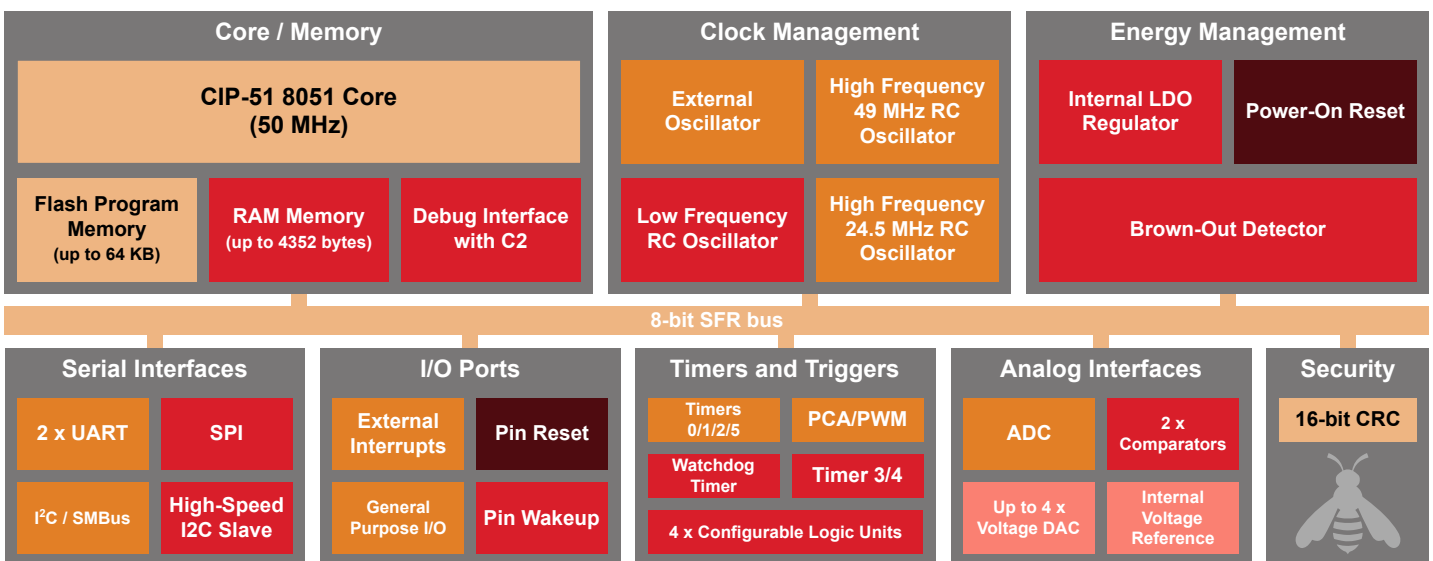 Core / Memory
CIP-51 8051 Core
(50 MHz)
Flash Program
Memory
(up to 64 KB)
RAM Memory
(up to 4352 bytes)
Debug Interface
with C2
Clock Management
External
Oscillator
High Frequency
49 MHz RC
Oscillator
Low Frequency
RC Oscillator
High Frequency
24.5 MHz RC
Oscillator
Energy Management
Internal LDO
Regulator
Power-On Reset
Brown-Out Detector
8-bit SFR bus
Serial Interfaces
2 x UART
SPI
I²C / SMBus
High-Speed
I2C Slave
I/O Ports
External
Interrupts
Pin Reset
General
Purpose I/O
Pin Wakeup
Timers and Triggers
Timers
0/1/2/5
PCA/PWM
Watchdog
Timer
Timer 3/4
4 x Configurable Logic Units
Analog Interfaces
ADC
2 x
Comparators
Up to 4 x
Voltage DAC
Internal
Voltage
Reference
Security
16-bit CRC